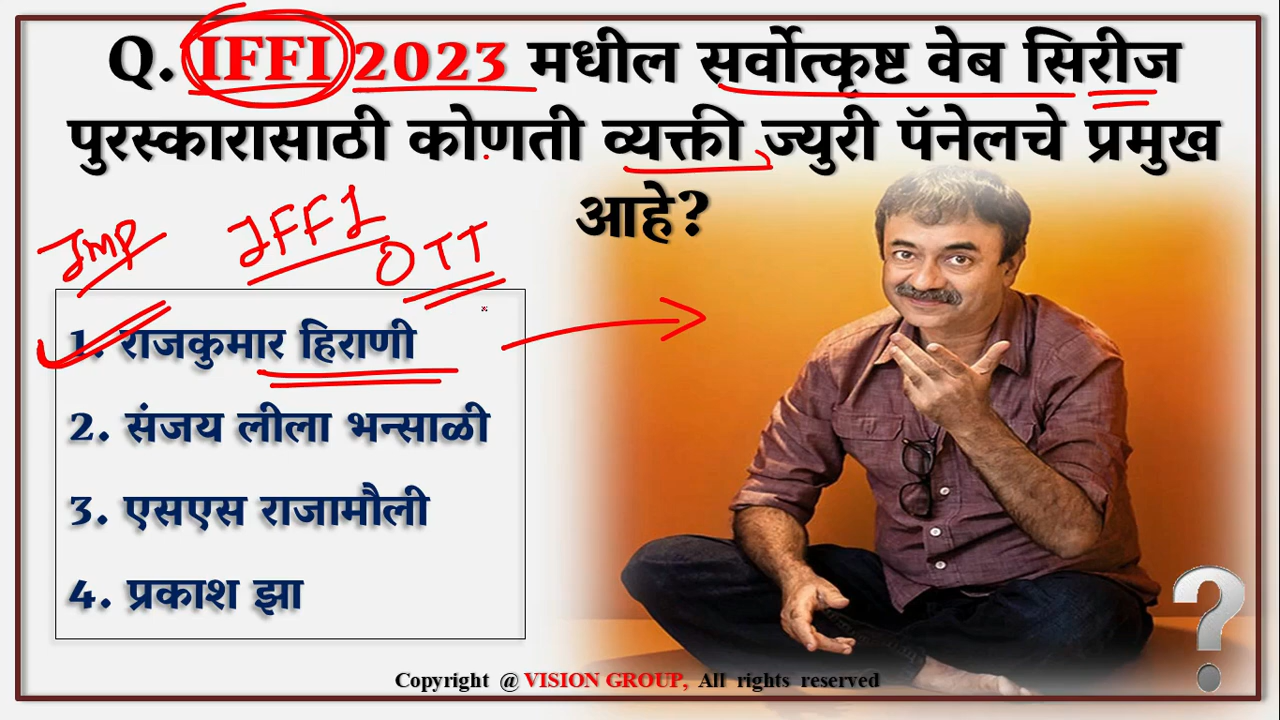 Q. IFFI 2023 मधील सर्वोत्कृष्ट वेब सिरीज
पुरस्कारासाठी कोणती व्यक्ती ज्युरी पॅनेलचे प्रमुख
आहे?
Imp IFFI OTT
1. राजकुमार हिराणी
2. संजय लीला भन्साळी
3. एसएस राजामौली
4. प्रकाश झा
?
Copyright @ VISION GROUP, All rights reserved